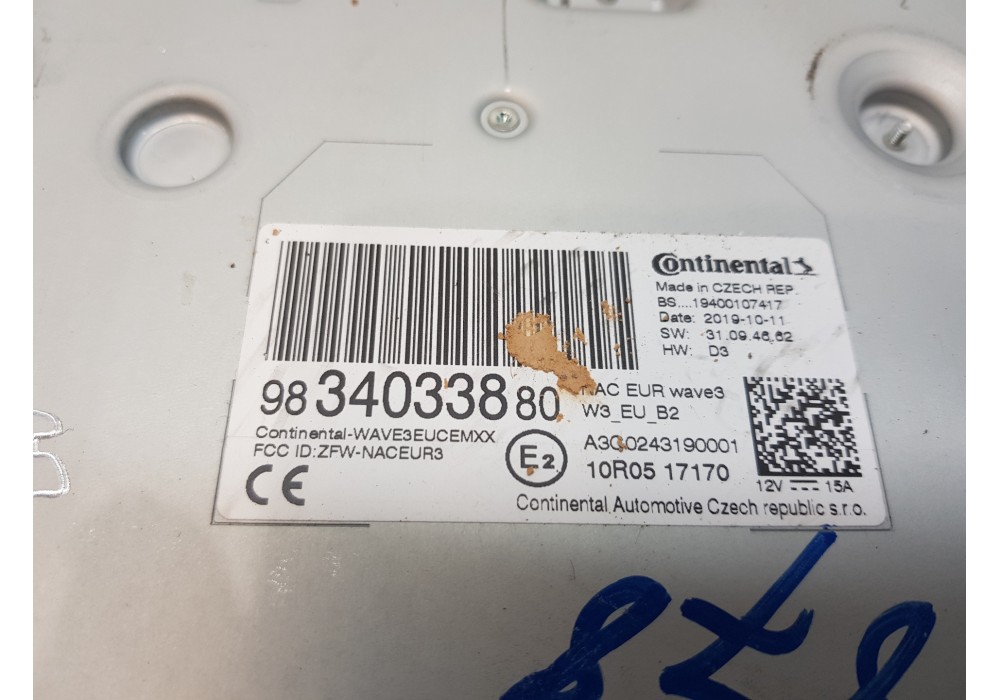 Continental
Made in CZECH REP
BS....19400107417
Date: 2019-10-11
SW: 31.09.46.62
HW: D3
98 340338 80
NAC EUR wave3
W3_EU_B2
Continental-WAVE3EUCEMXX
FCC ID:ZFW-NACEUR3
E2
A3C0243190001
10R05 17170
CE
12V 15A
Continental Automotive Czech republic s.r.o.